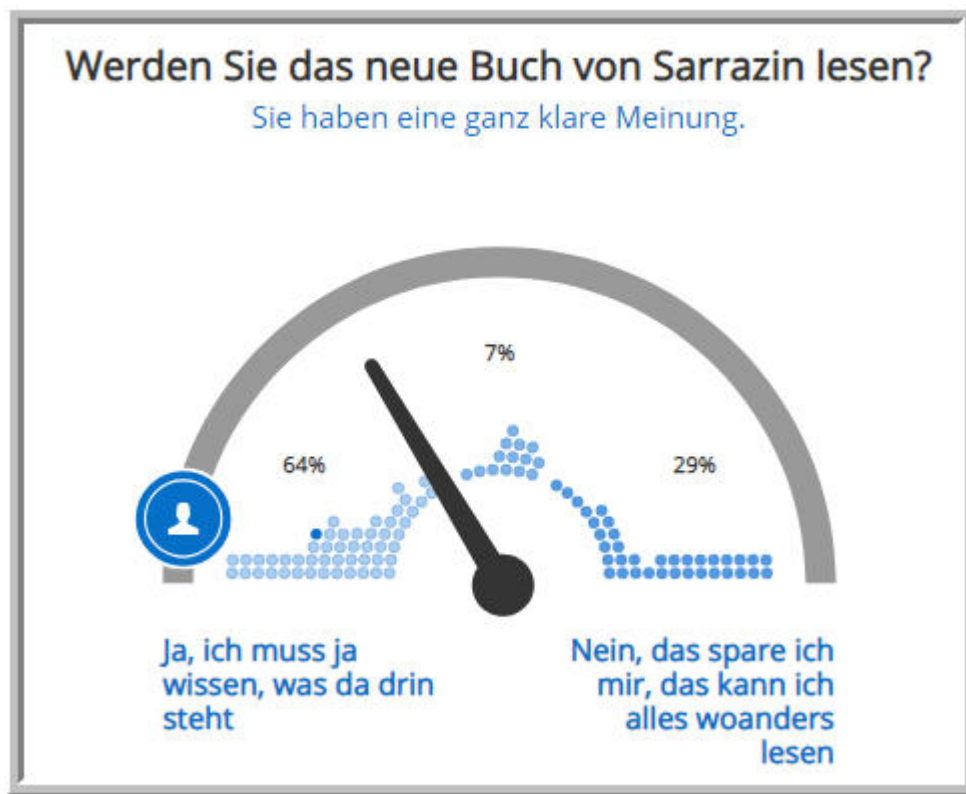 Werden Sie das neue Buch von Sarrazin lesen?
Sie haben eine ganz klare Meinung.
7%
64%
29%
Ja, ich muss ja
wissen, was da drin
steht
Nein, das spare ich
mir, das kann ich
alles woanders
lesen